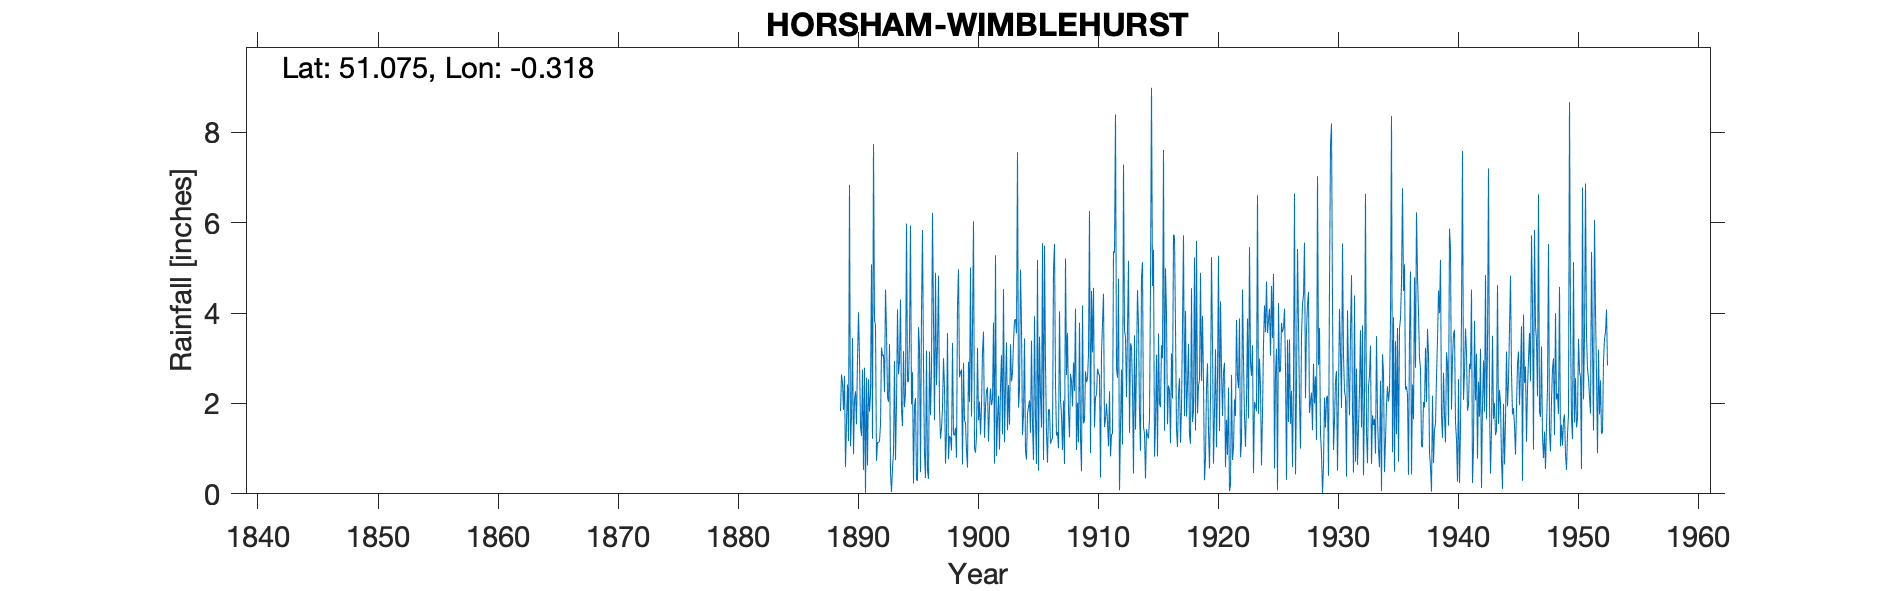 HORSHAM-WIMBLEHURST
Lat: 51.075, Lon: -0.318
Rainfall [inches]
8
6
4
2
0
1840 1850 1860 1870 1880 1890 1900 1910 1920 1930 1940 1950 1960
Year